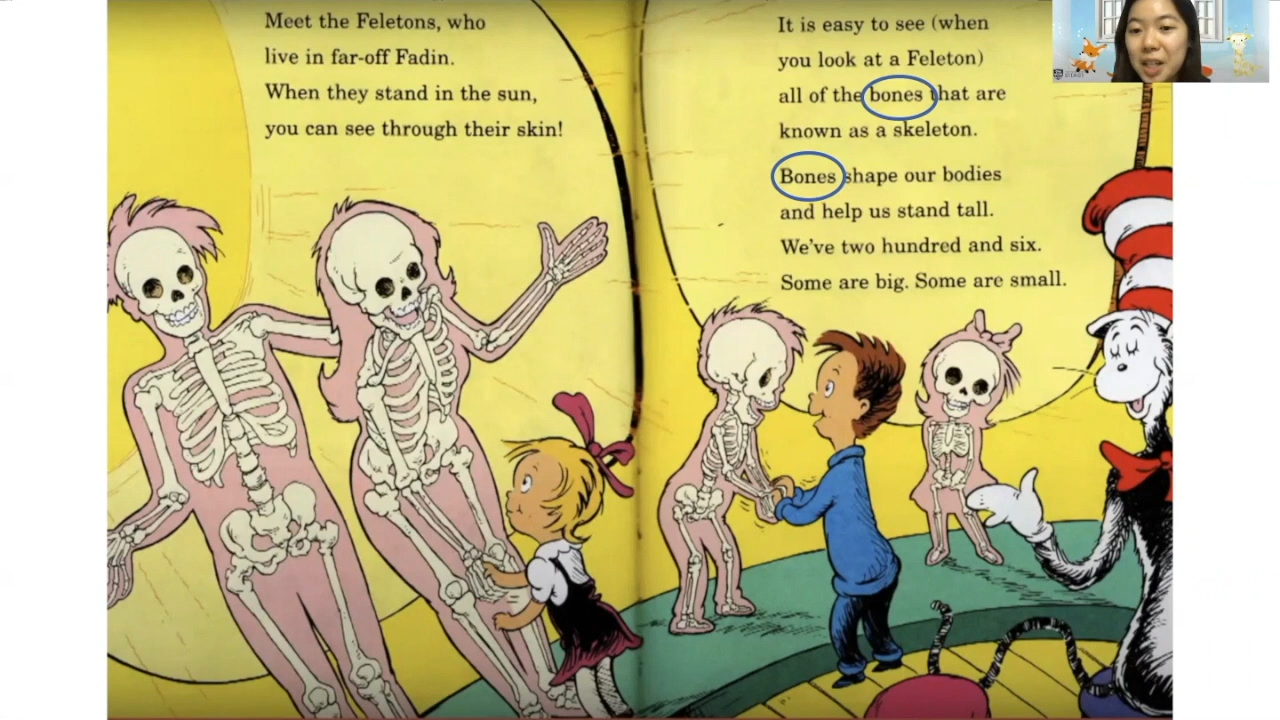 Meet the Feletons, who
live in far-off Fadin.
When they stand in the sun,
you can see through their skin!
It is easy to see (when
you look at a Feleton)
all of the bones that are
known as a skeleton.
Bones shape our bodies
and help us stand tall.
We've two hundred and six.
Some are big. Some are small.